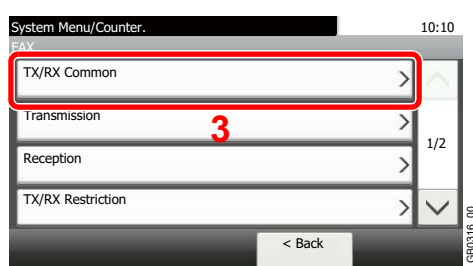 System Menu/Counter. 10:10
FAX
TX/RX Common
Transmission
3
1/2
Reception
TX/RX Restriction
< Back
GB0316_00